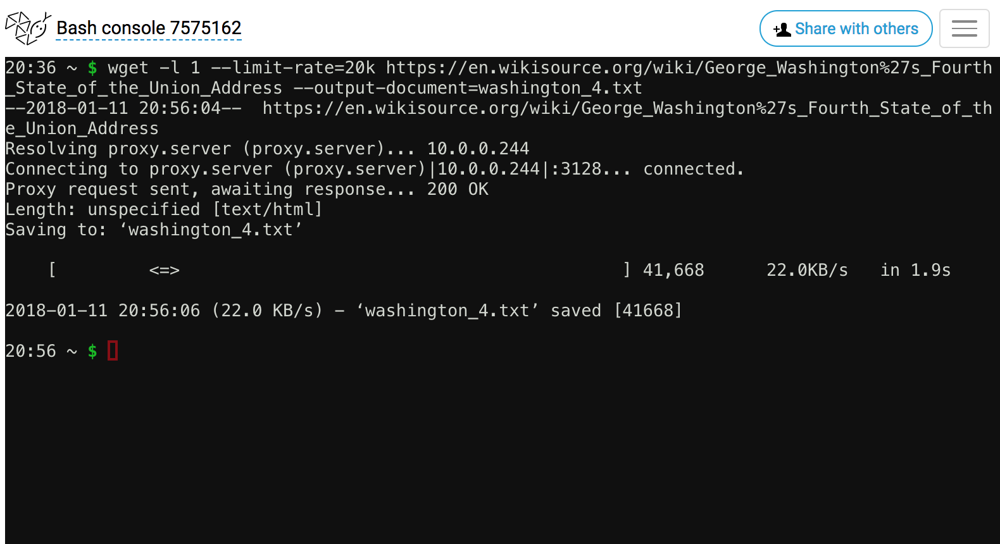 Bash console 7575162
Share with others
20:36 ~ $ wget -l 1 --limit-rate=20k https://en.wikisource.org/wiki/George_Washington%27s_Fourth
_State_of_the_Union_Address --output-document=washington_4.txt
--2018-01-11 20:56:04--  https://en.wikisource.org/wiki/George_Washington%27s_Fourth_State_of_th
e_Union_Address
Resolving proxy.server (proxy.server)... 10.0.0.244
Connecting to proxy.server (proxy.server)|10.0.0.244|:3128... connected.
Proxy request sent, awaiting response... 200 OK
Length: unspecified [text/html]
Saving to: ‘washington_4.txt’
[         <=>                                           ] 41,668      22.0KB/s   in 1.9s
2018-01-11 20:56:06 (22.0 KB/s) - ‘washington_4.txt’ saved [41668]
20:56 ~ $